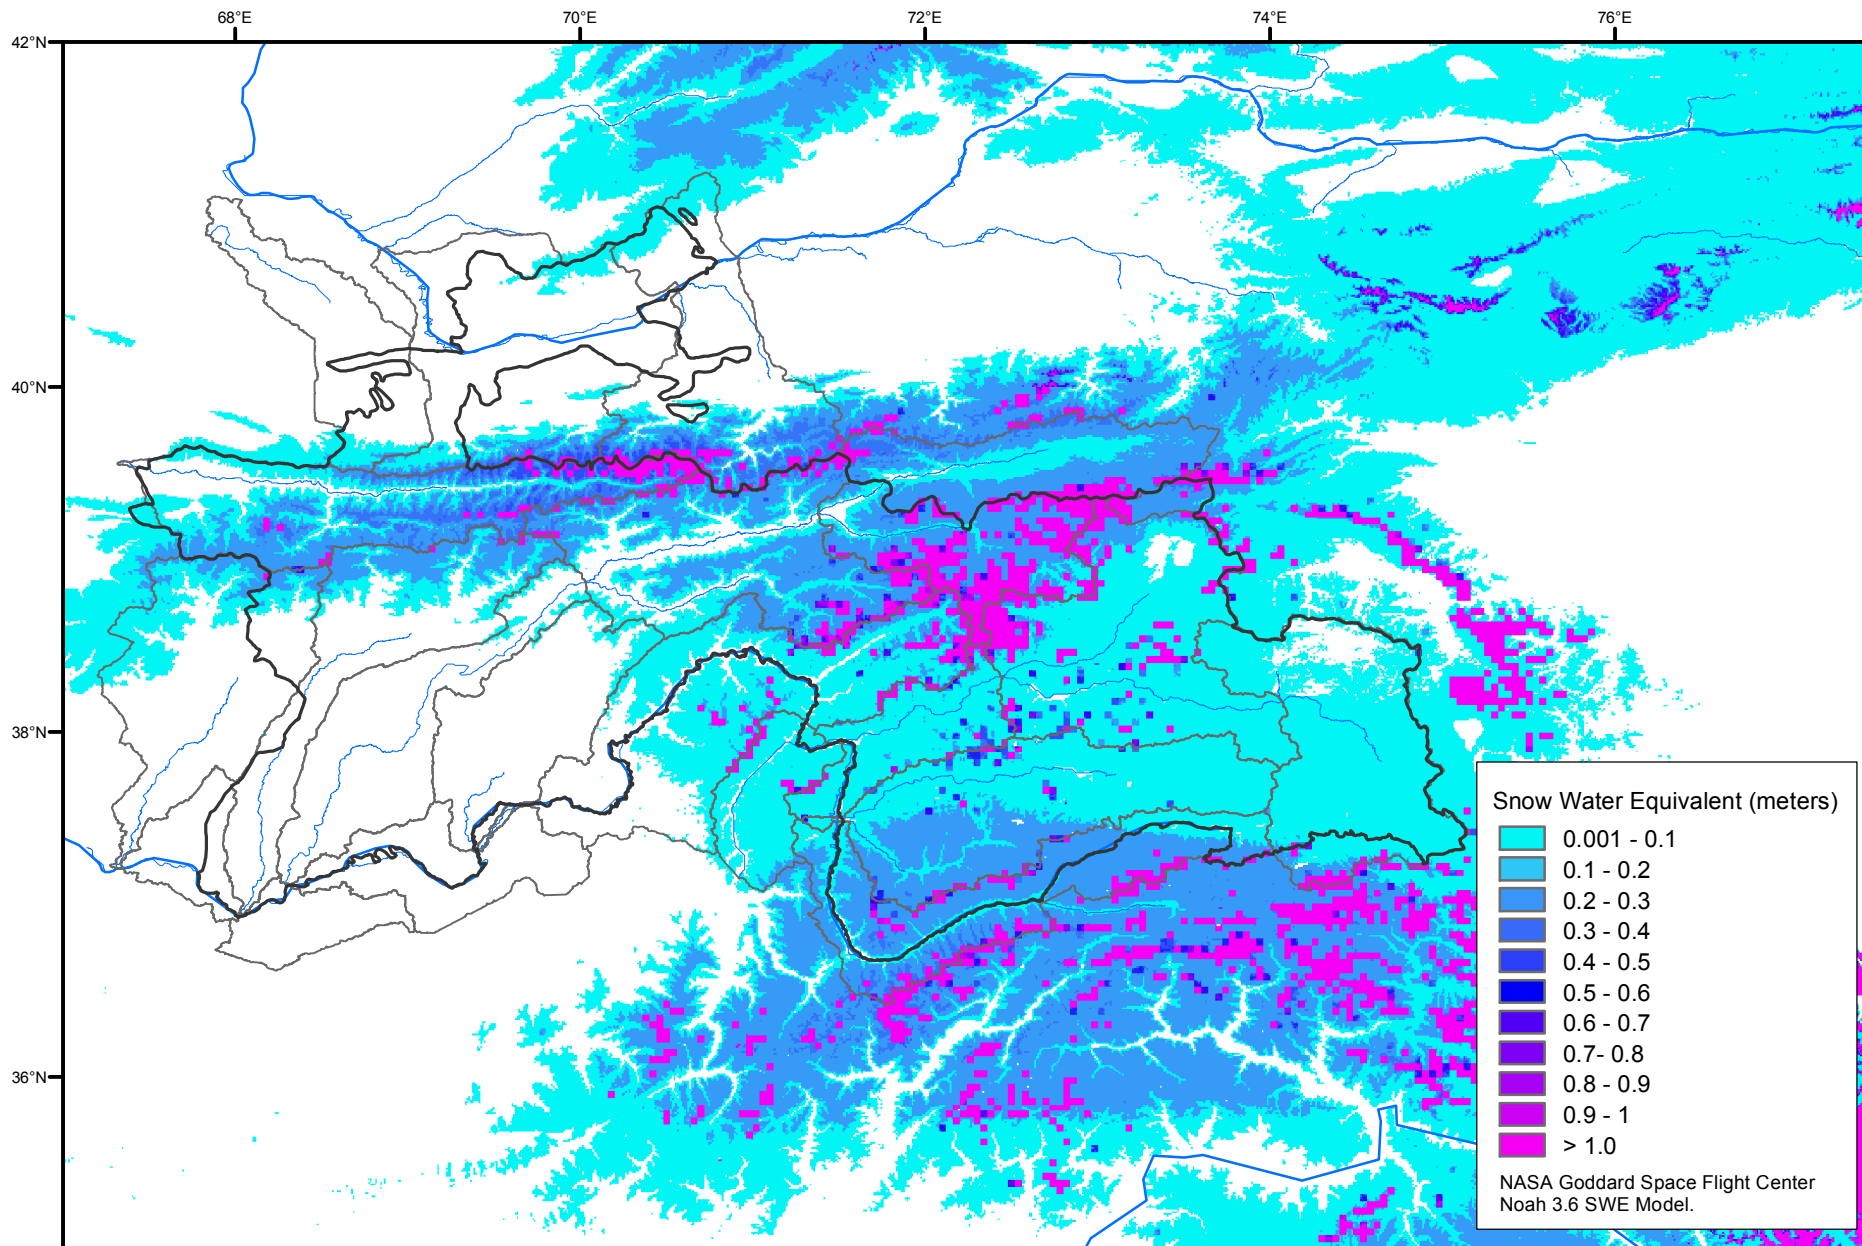 68°E 70°E 72°E 74°E 76°E
42°N
40°N
38°N
36°N
Snow Water Equivalent (meters)
0.001 - 0.1
0.1 - 0.2
0.2 - 0.3
0.3 - 0.4
0.4 - 0.5
0.5 - 0.6
0.6 - 0.7
0.7- 0.8
0.8 - 0.9
0.9 - 1
> 1.0
NASA Goddard Space Flight Center
Noah 3.6 SWE Model.